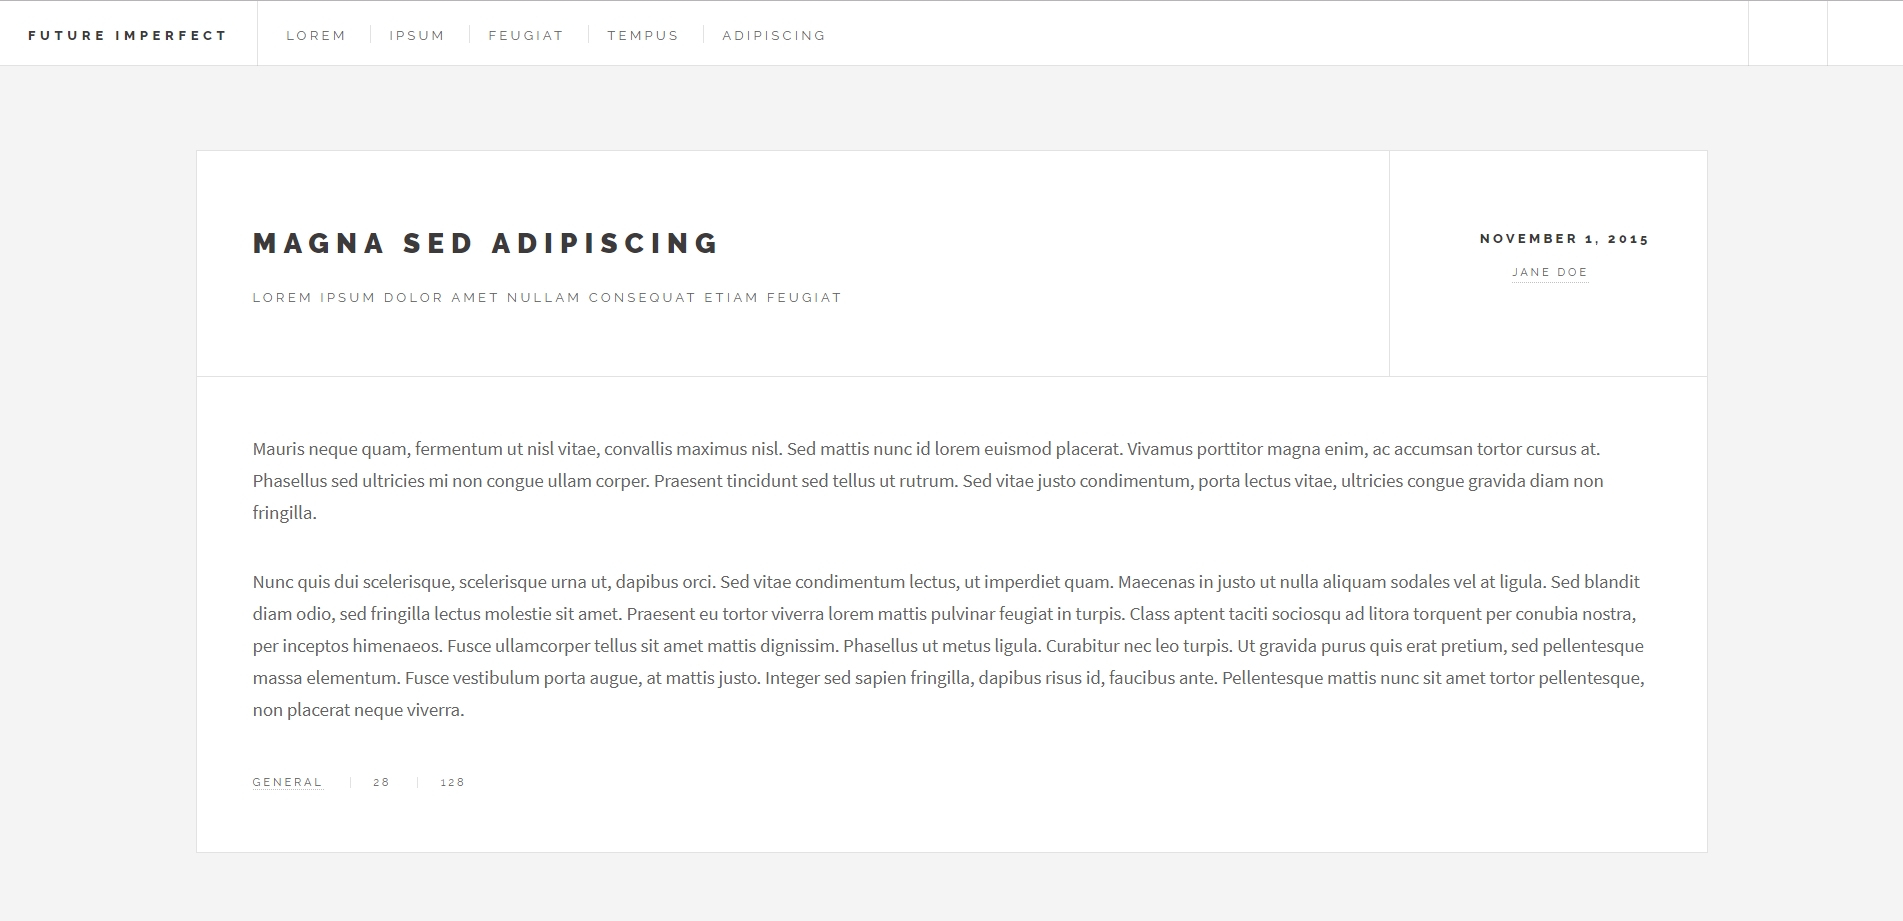 FUTURE IMPERFECT
LOREM
IPSUM
FEUGIAT
TEMPUS
ADIPISCING
MAGNA SED ADIPISCING
LOREM IPSUM DOLOR AMET NULLAM CONSEQUAT ETIAM FEUGIAT
NOVEMBER 1, 2015
JANE DOE
Mauris neque quam, fermentum ut nisl vitae, convallis maximus nisl. Sed mattis nunc id lorem euismod placerat. Vivamus porttitor magna enim, ac accumsan tortor cursus at.
Phasellus sed ultricies mi non congue ullam corper. Praesent tincidunt sed tellus ut rutrum. Sed vitae justo condimentum, porta lectus vitae, ultricies congue gravida diam non
fringilla.
Nunc quis dui scelerisque, scelerisque urna ut, dapibus orci. Sed vitae condimentum lectus, ut imperdiet quam. Maecenas in justo ut nulla aliquam sodales vel at ligula. Sed blandit
diam odio, sed fringilla lectus molestie sit amet. Praesent eu tortor viverra lorem mattis pulvinar feugiat in turpis. Class aptent taciti sociosqu ad litora torquent per conubia nostra,
per inceptos himenaeos. Fusce ullamcorper tellus sit amet mattis dignissim. Phasellus ut metus ligula. Curabitur nec leo turpis. Ut gravida purus quis erat pretium, sed pellentesque
massa elementum. Fusce vestibulum porta augue, at mattis justo. Integer sed sapien fringilla, dapibus risus id, faucibus ante. Pellentesque mattis nunc sit amet tortor pellentesque,
non placerat neque viverra.
GENERAL
28
128